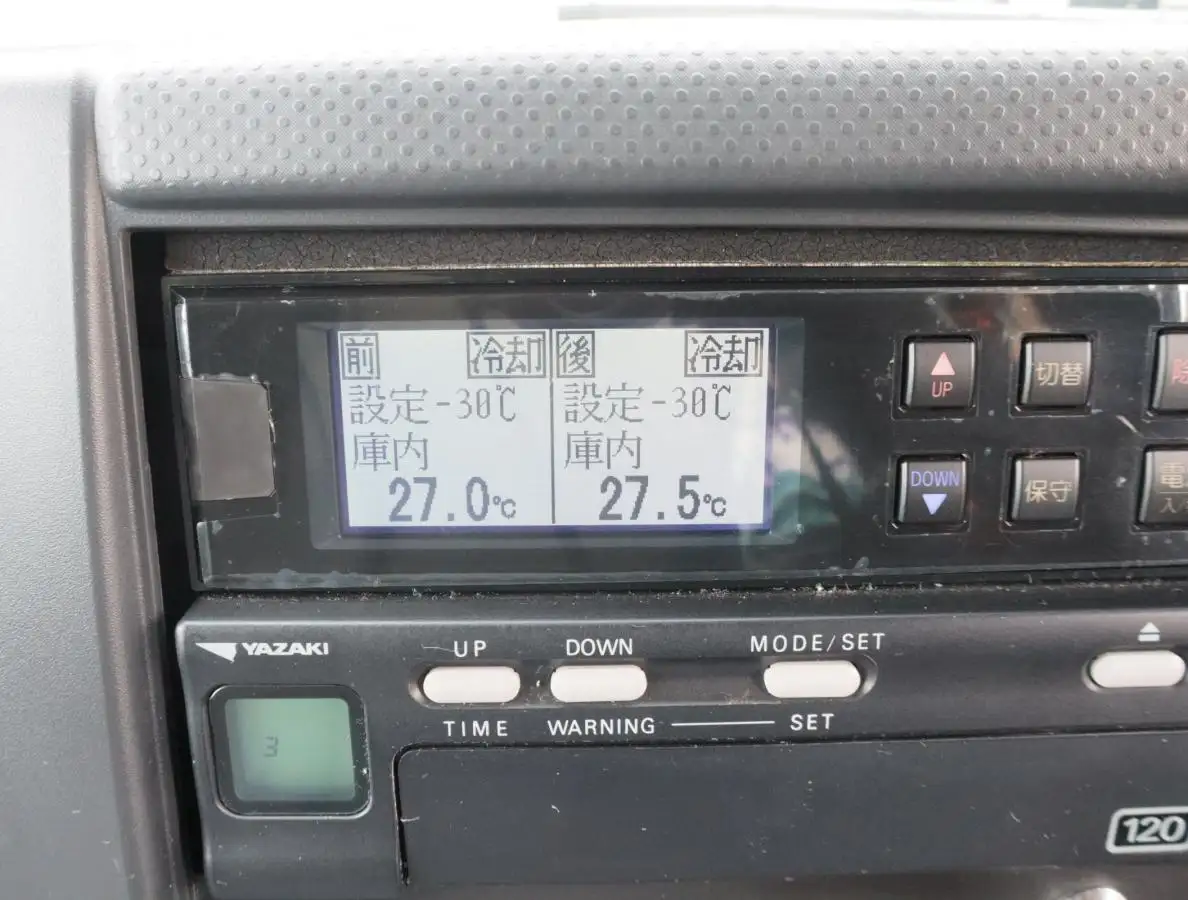 前 冷却 後 冷却
設定-30℃ 設定-30℃
庫内 庫内
27.0℃ 27.5℃
UP 切替
DOWN 保守
YAZAKI UP DOWN MODE/SET
TIME WARNING SET
3
120